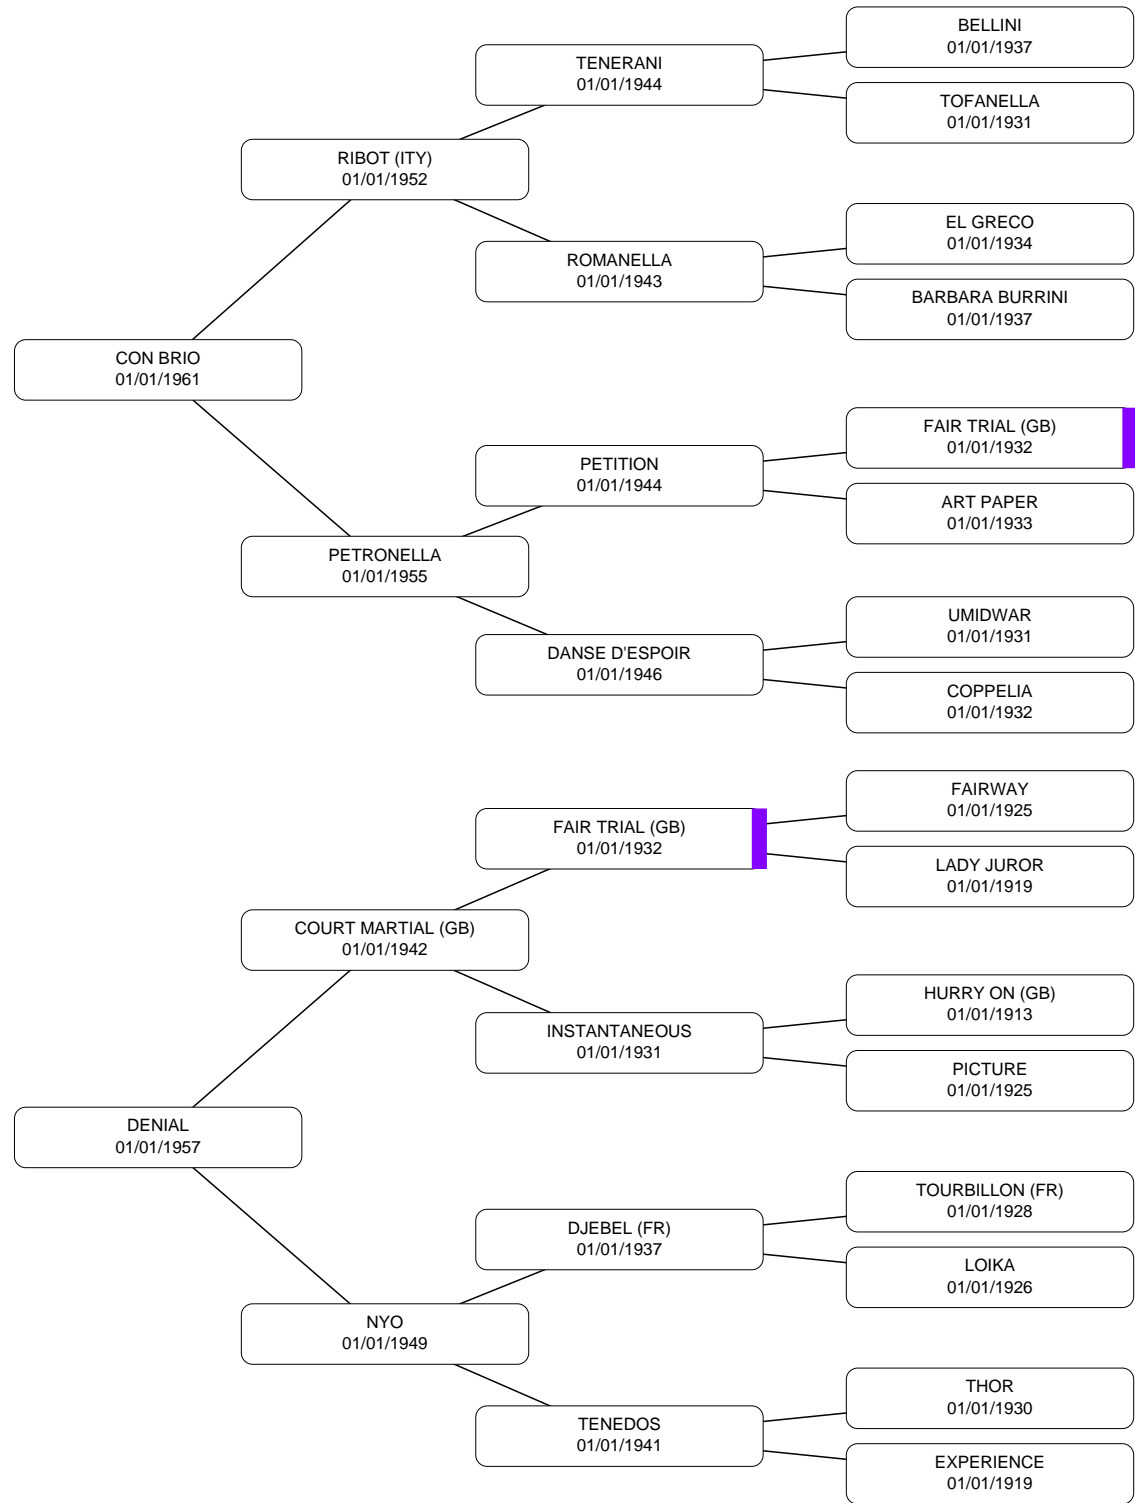 BELLINI
01/01/1937
TENERANI
01/01/1944
TOFANELLA
01/01/1931
RIBOT (ITY)
01/01/1952
EL GRECO
01/01/1934
ROMANELLA
01/01/1943
BARBARA BURRINI
01/01/1937
CON BRIO
01/01/1961
FAIR TRIAL (GB)
01/01/1932
PETITION
01/01/1944
ART PAPER
01/01/1933
PETRONELLA
01/01/1955
UMIDWAR
01/01/1931
DANSE D'ESPOIR
01/01/1946
COPPELIA
01/01/1932
FAIRWAY
01/01/1925
FAIR TRIAL (GB)
01/01/1932
LADY JUROR
01/01/1919
COURT MARTIAL (GB)
01/01/1942
HURRY ON (GB)
01/01/1913
INSTANTANEOUS
01/01/1931
PICTURE
01/01/1925
DENIAL
01/01/1957
TOURBILLON (FR)
01/01/1928
DJEBEL (FR)
01/01/1937
LOIKA
01/01/1926
NYO
01/01/1949
THOR
01/01/1930
TENEDOS
01/01/1941
EXPERIENCE
01/01/1919